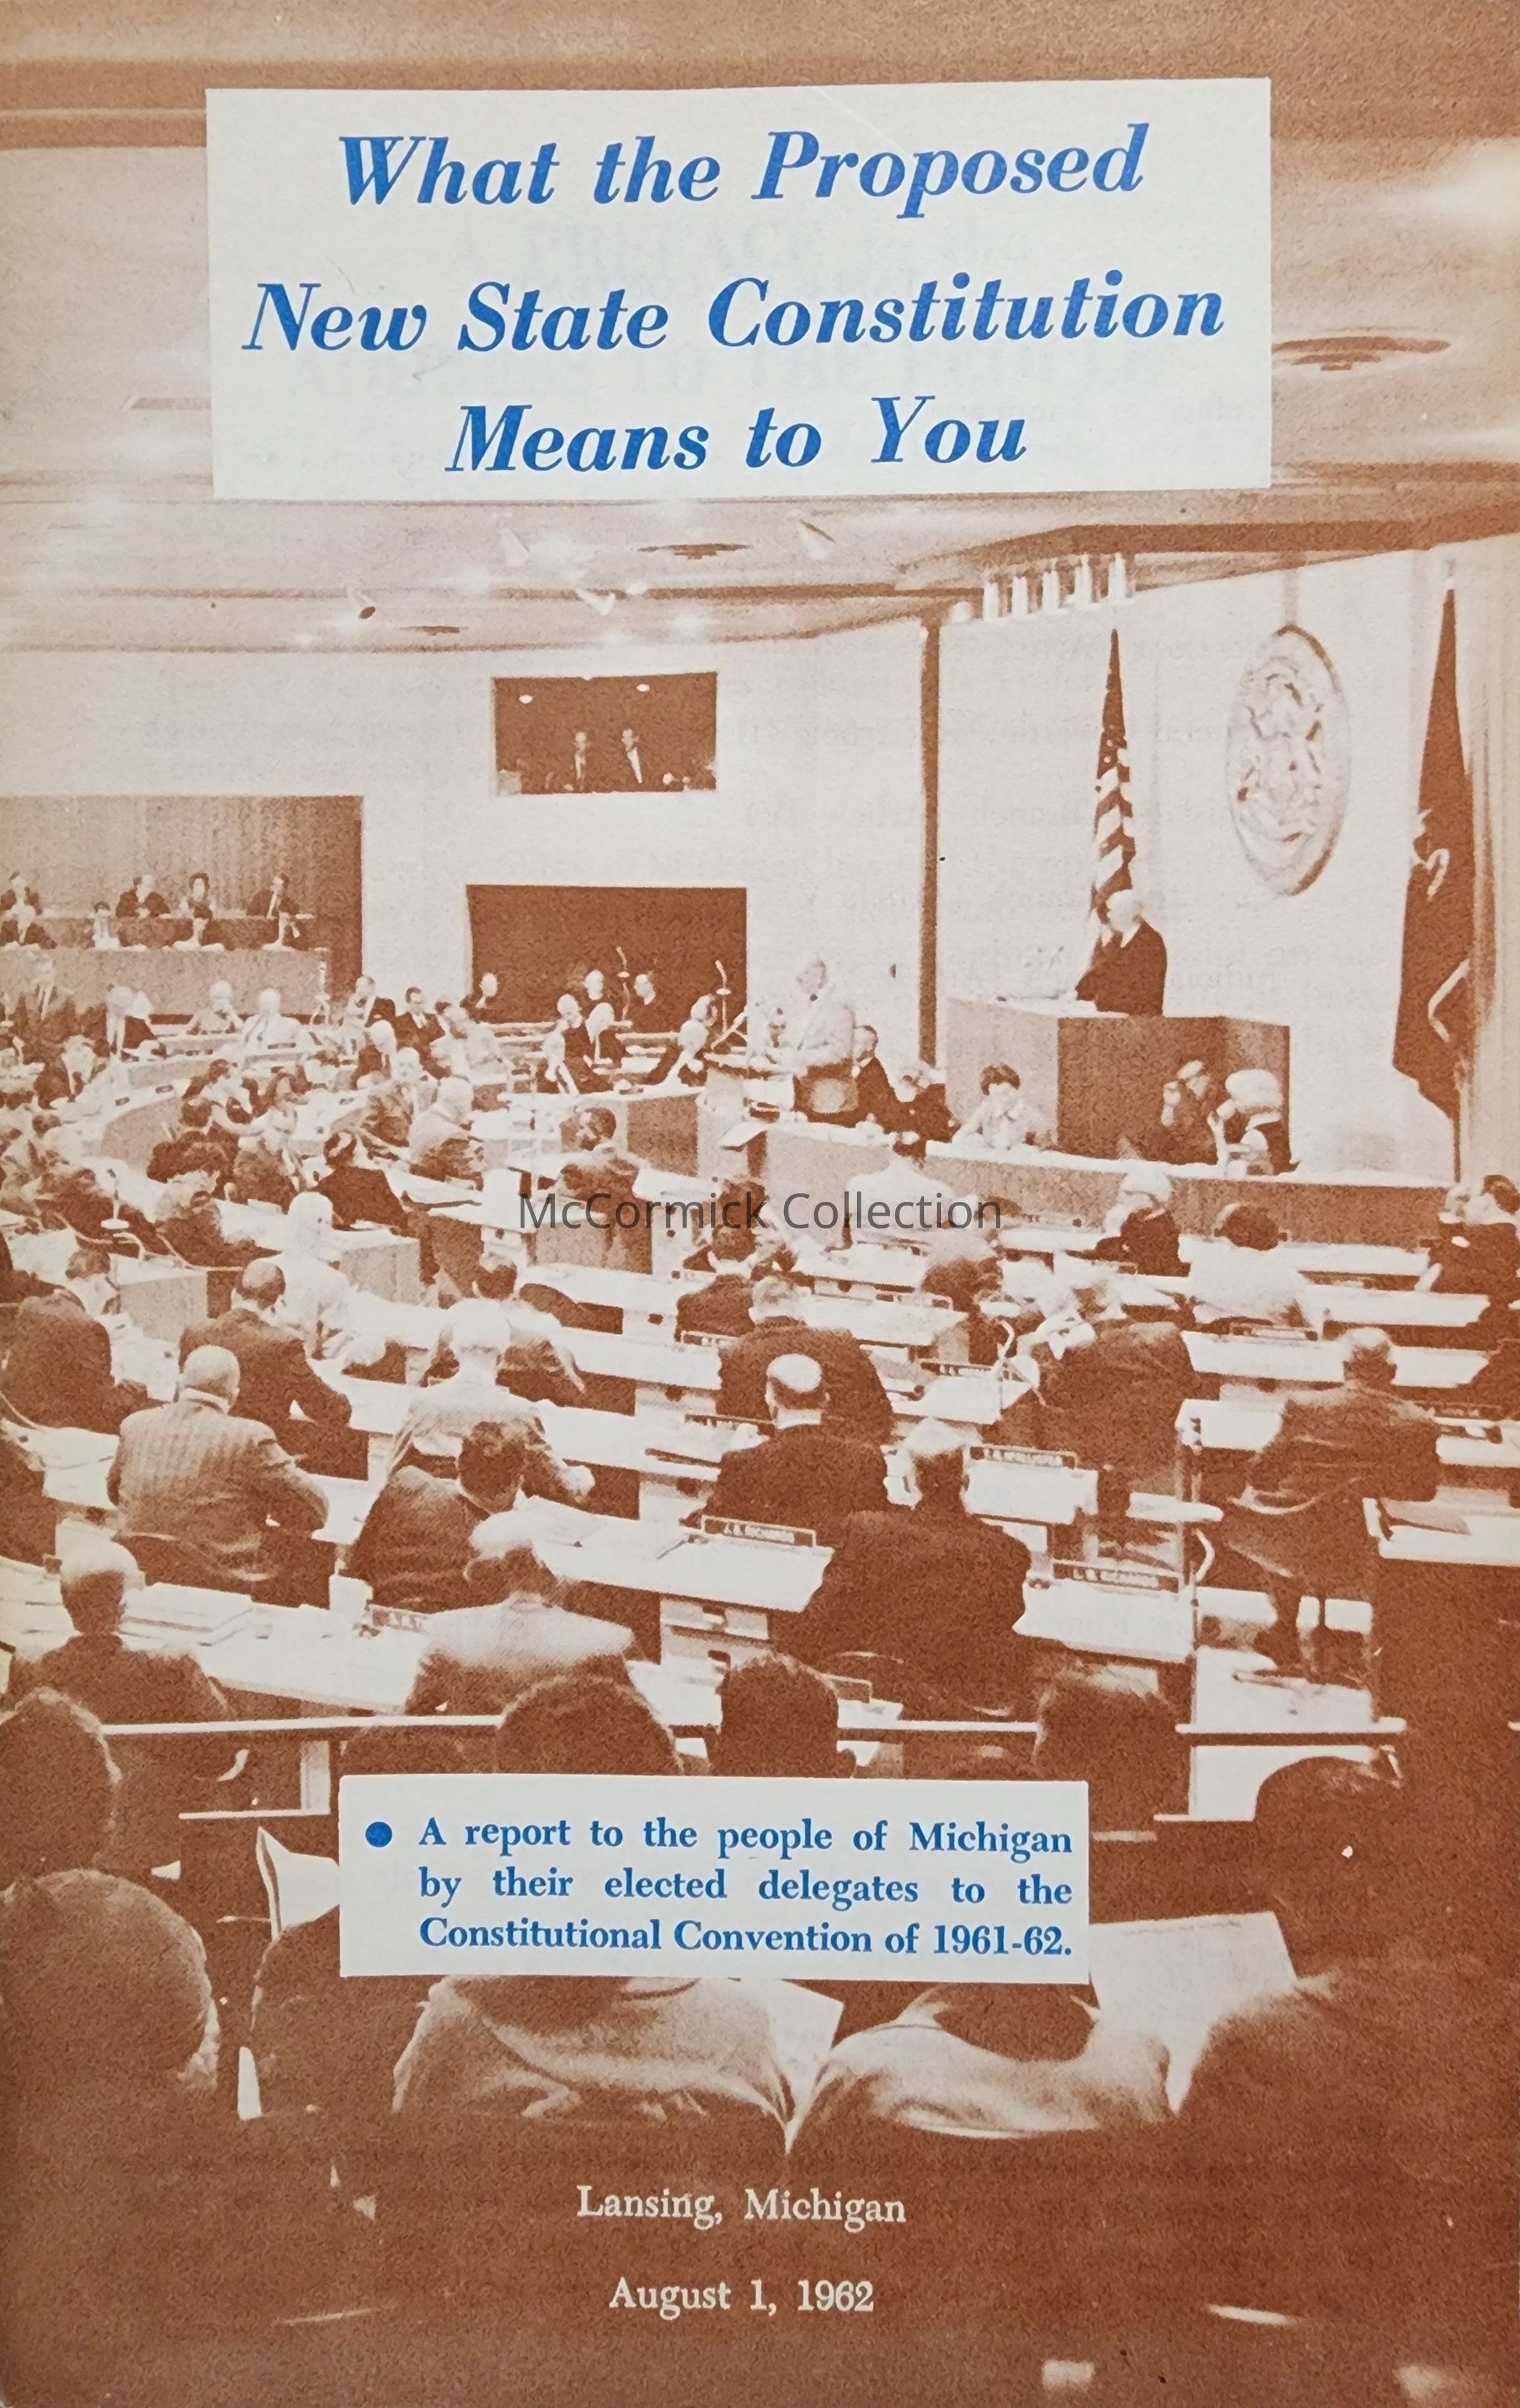 What the Proposed
New State Constitution
Means to You
McCormick Collection
● A report to the people of Michigan
by their elected delegates to the
Constitutional Convention of 1961-62.
Lansing, Michigan
August 1, 1962